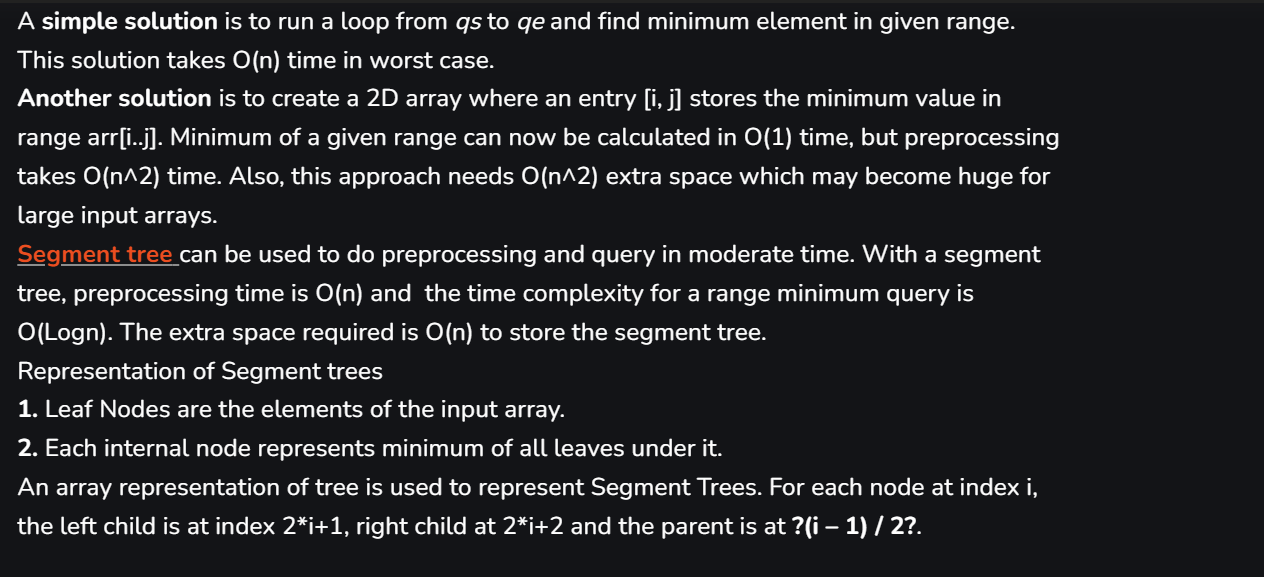 A simple solution is to run a loop from qs to qe and find minimum element in given range.
This solution takes O(n) time in worst case.
Another solution is to create a 2D array where an entry [i, j] stores the minimum value in
range arr[i..j]. Minimum of a given range can now be calculated in O(1) time, but preprocessing
takes O(n^2) time. Also, this approach needs O(n^2) extra space which may become huge for
large input arrays.
Segment tree can be used to do preprocessing and query in moderate time. With a segment
tree, preprocessing time is O(n) and  the time complexity for a range minimum query is
O(Logn). The extra space required is O(n) to store the segment tree.
Representation of Segment trees
1. Leaf Nodes are the elements of the input array.
2. Each internal node represents minimum of all leaves under it.
An array representation of tree is used to represent Segment Trees. For each node at index i,
the left child is at index 2*i+1, right child at 2*i+2 and the parent is at ?(i – 1) / 2?.